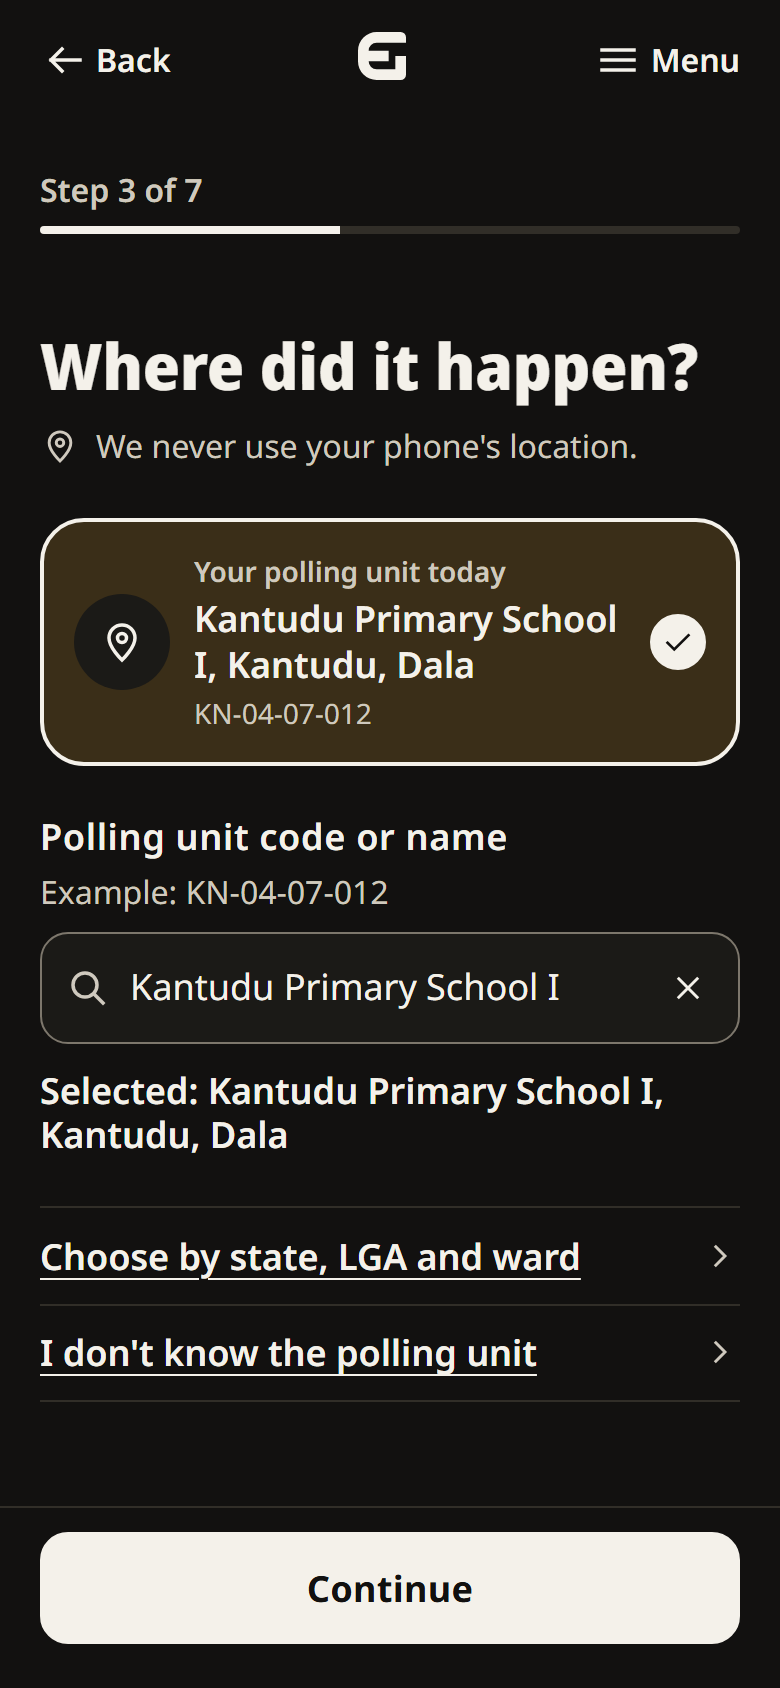 Back
Menu
Step 3 of 7
Where did it happen?
We never use your phone's location.
Your polling unit today
Kantudu Primary School
I, Kantudu, Dala
KN-04-07-012
Polling unit code or name
Example: KN-04-07-012
Kantudu Primary School I
Selected: Kantudu Primary School I,
Kantudu, Dala
Choose by state, LGA and ward
I don't know the polling unit
Continue